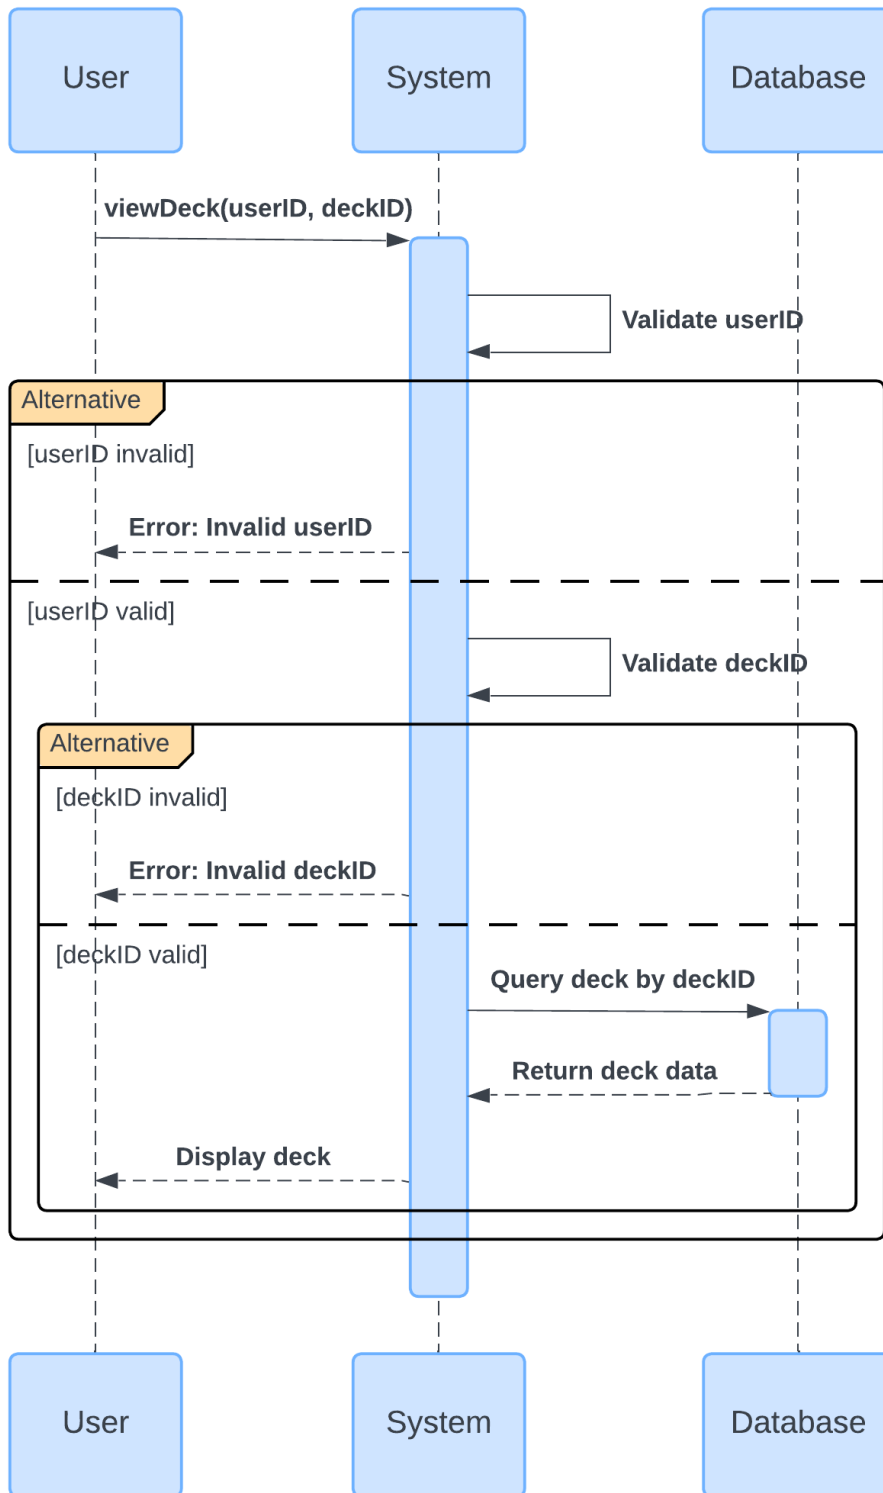 User
System
Database
viewDeck(userID, deckID)
Validate userID
Alternative
[userID invalid]
Error: Invalid userID
[userID valid]
Validate deckID
Alternative
[deckID invalid]
Error: Invalid deckID
[deckID valid]
Query deck by deckID
Return deck data
Display deck
User
System
Database